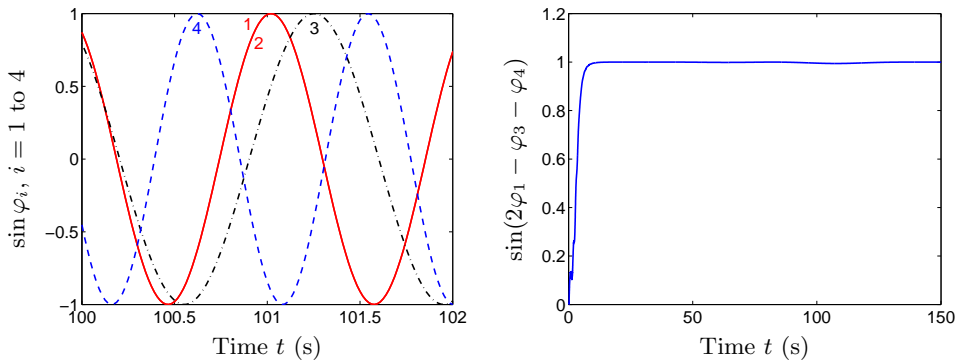 sin φi, i = 1 to 4
1
0.5
0
−0.5
−1
1
2
3
4
100 100.5 101 101.5 102
Time t (s)
sin(2φ1 − φ3 − φ4)
1.2
1
0.8
0.6
0.4
0.2
0
0 50 100 150
Time t (s)